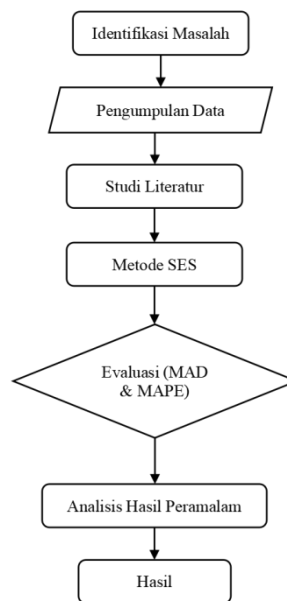 Identifikasi Masalah
Pengumpulan Data
Studi Literatur
Metode SES
Evaluasi (MAD
& MAPE)
Analisis Hasil Peramalam
Hasil